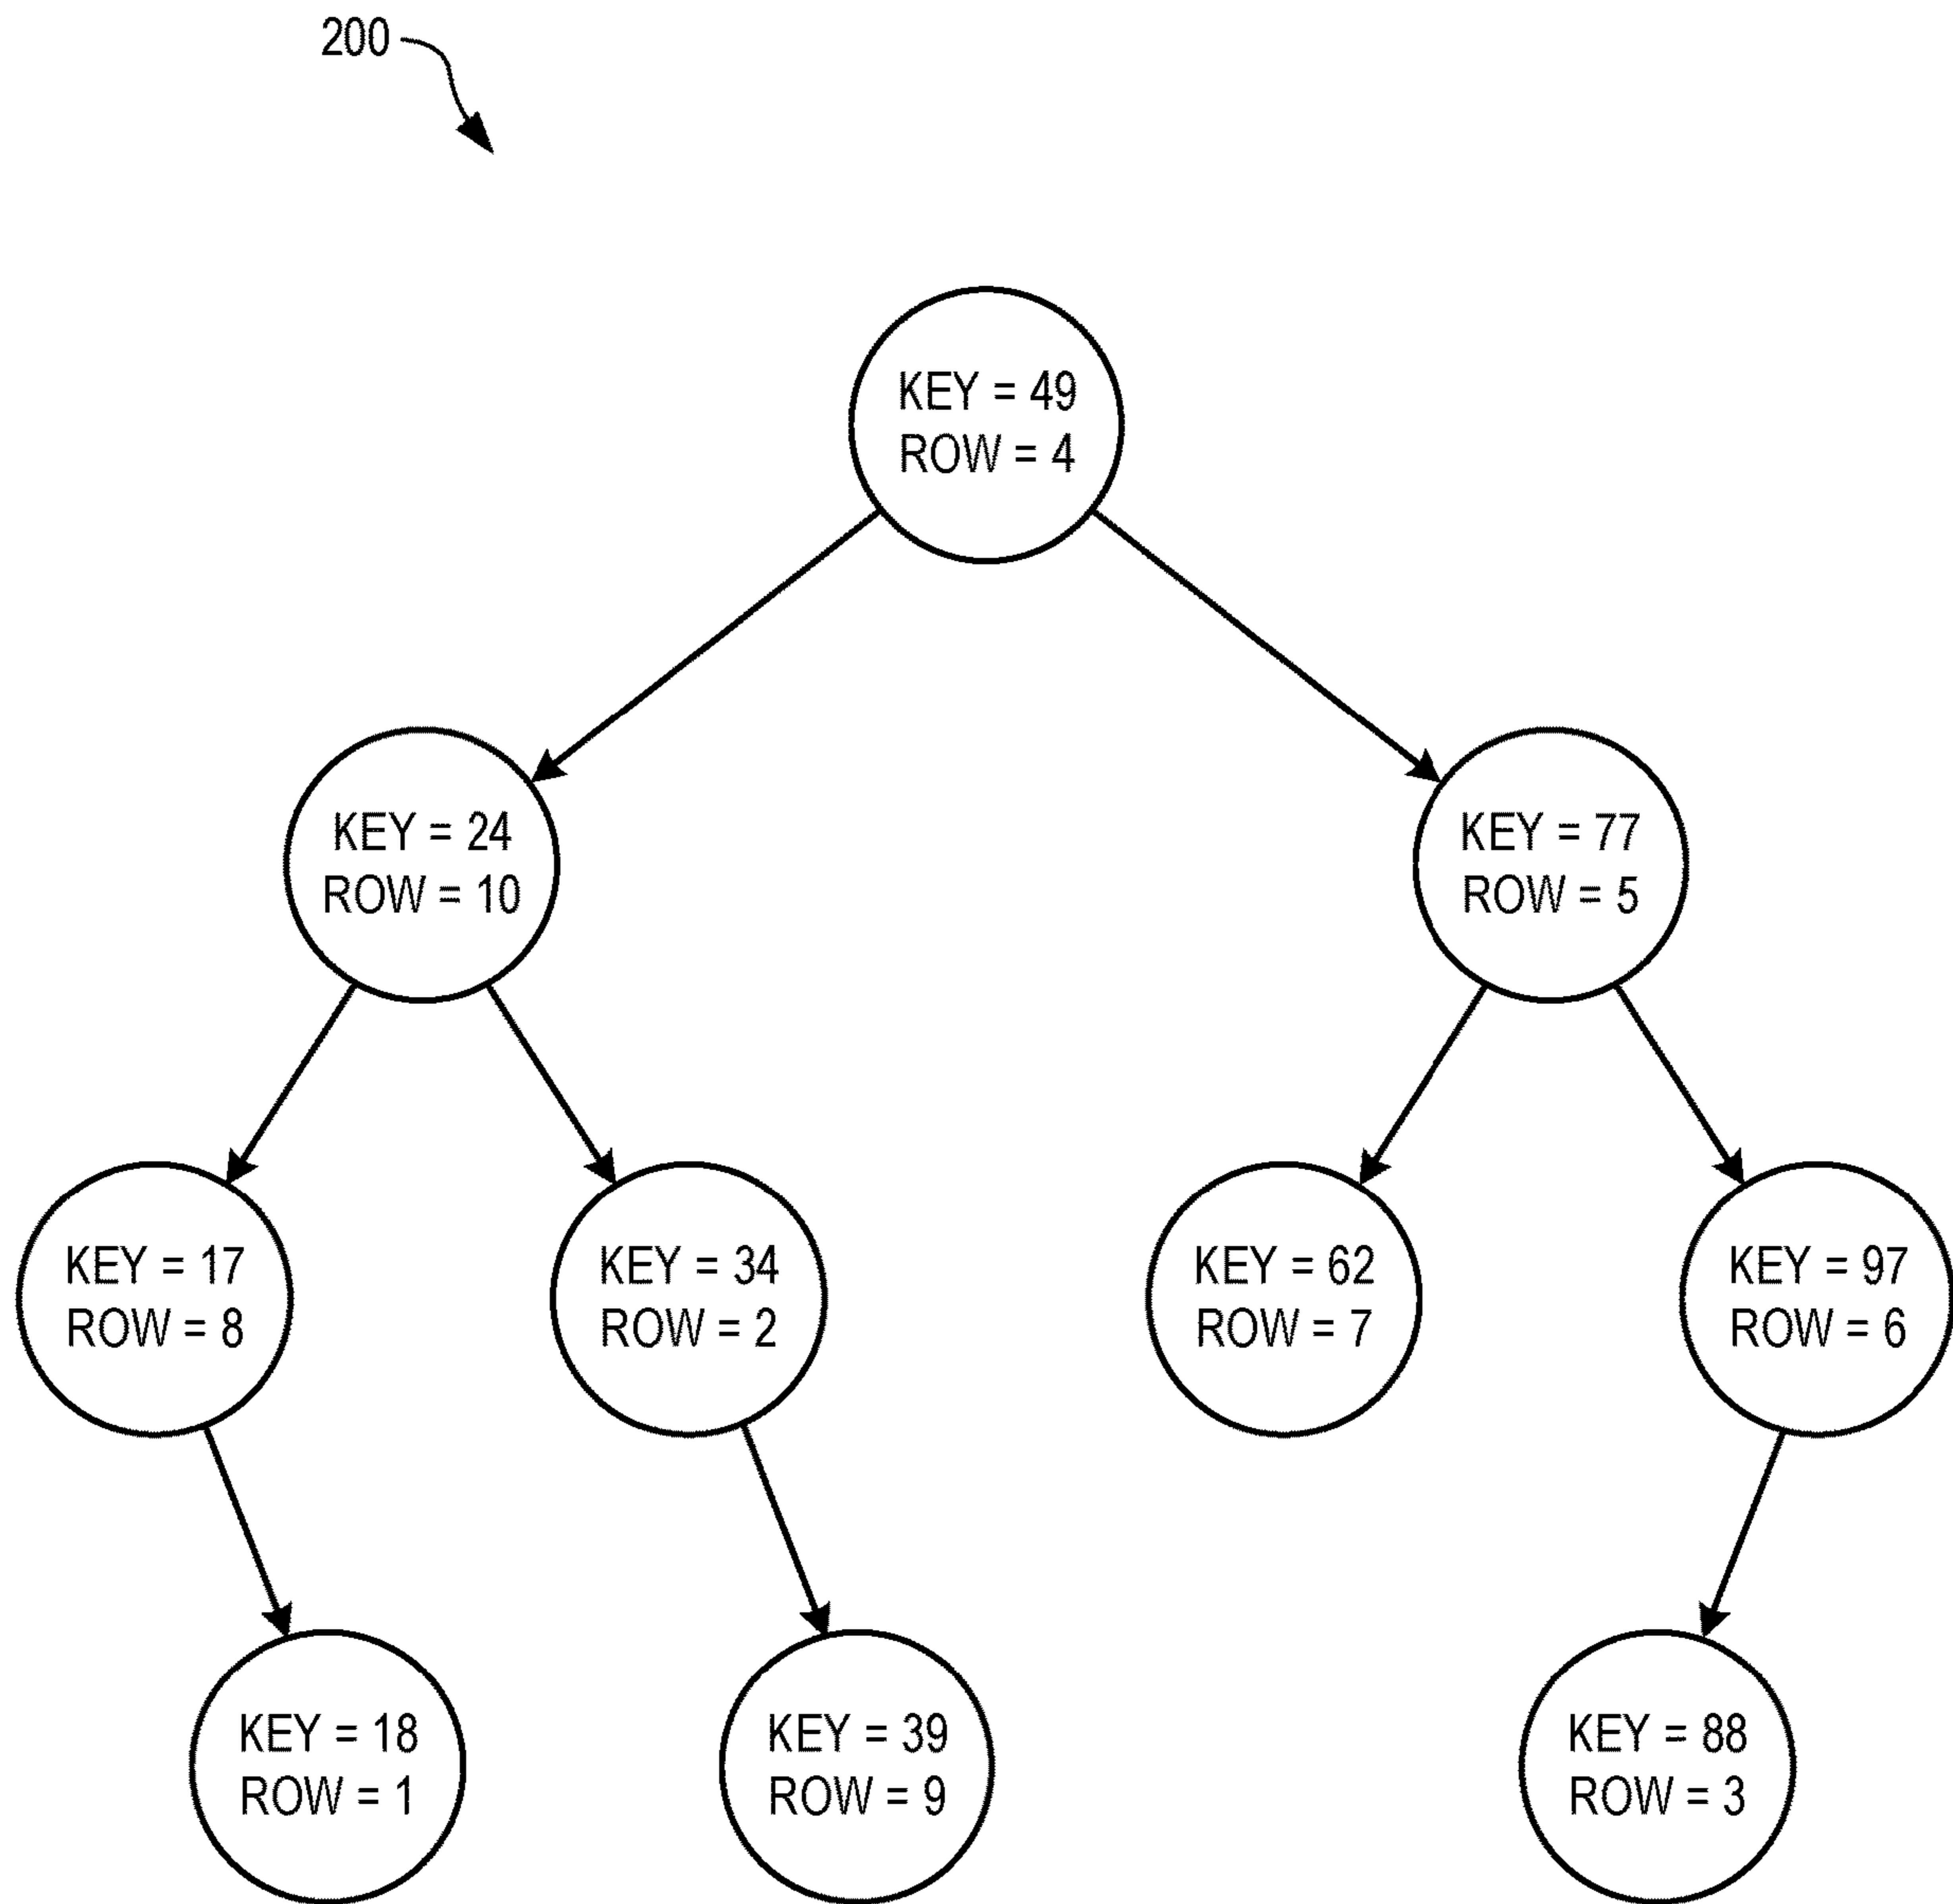 200
KEY = 49
ROW = 4
KEY = 24
ROW = 10
KEY = 77
ROW = 5
KEY = 17
ROW = 8
KEY = 34
ROW = 2
KEY = 62
ROW = 7
KEY = 97
ROW = 6
KEY = 18
ROW = 1
KEY = 39
ROW = 9
KEY = 88
ROW = 3